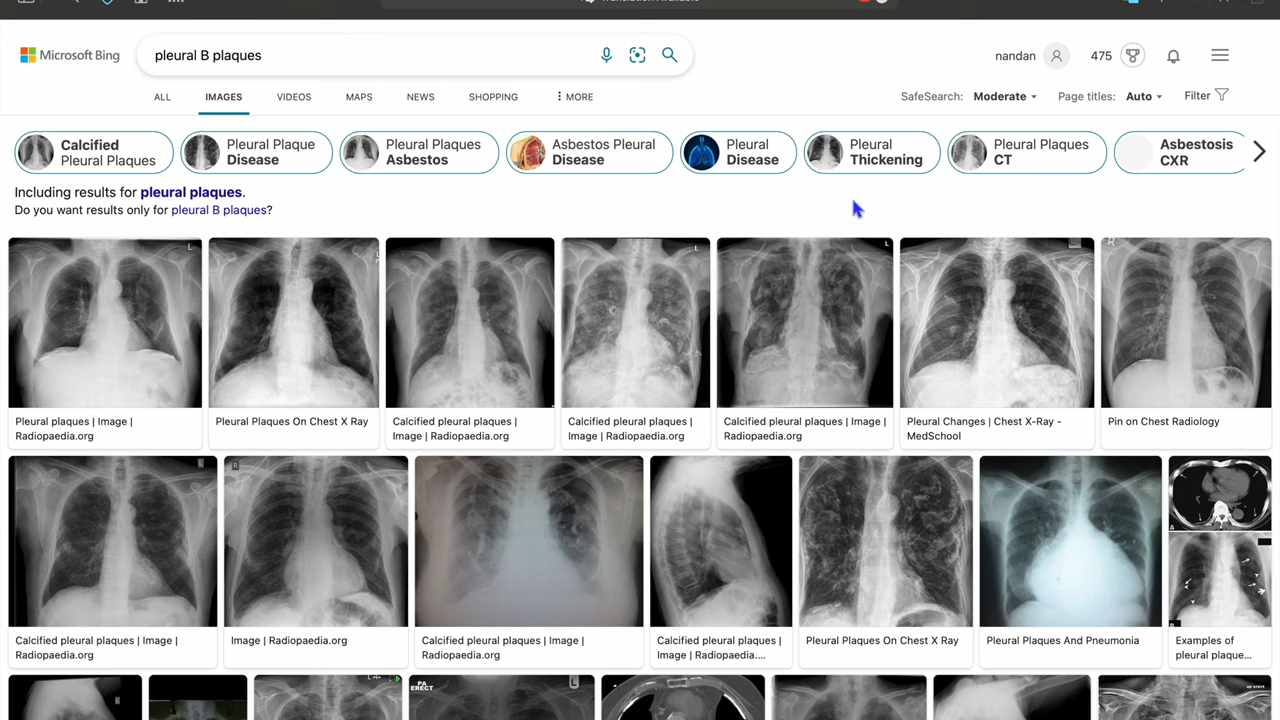 Microsoft Bing
pleural B plaques
nandan
475
ALL
IMAGES
VIDEOS
MAPS
NEWS
SHOPPING
MORE
SafeSearch: Moderate
Page titles: Auto
Filter
Calcified
Pleural Plaques
Pleural Plaque
Disease
Pleural Plaques
Asbestos
Asbestos Pleural
Disease
Pleural
Disease
Pleural
Thickening
Pleural Plaques
CT
Asbestosis
CXR
Including results for pleural plaques.
Do you want results only for pleural B plaques?
L
L
L
R
Pleural plaques | Image |
Radiopaedia.org
Pleural Plaques On Chest X Ray
Calcified pleural plaques |
Image | Radiopaedia.org
Calcified pleural plaques |
Image | Radiopaedia.org
Calcified pleural plaques | Image |
Radiopaedia.org
Pleural Changes | Chest X-Ray -
MedSchool
Pin on Chest Radiology
R
Calcified pleural plaques | Image |
Radiopaedia.org
Image | Radiopaedia.org
Calcified pleural plaques | Image |
Radiopaedia.org
Calcified pleural plaques |
Image | Radiopaedia....
Pleural Plaques On Chest X Ray
Pleural Plaques And Pneumonia
Examples of
pleural plaque...
PA
ERECT
L